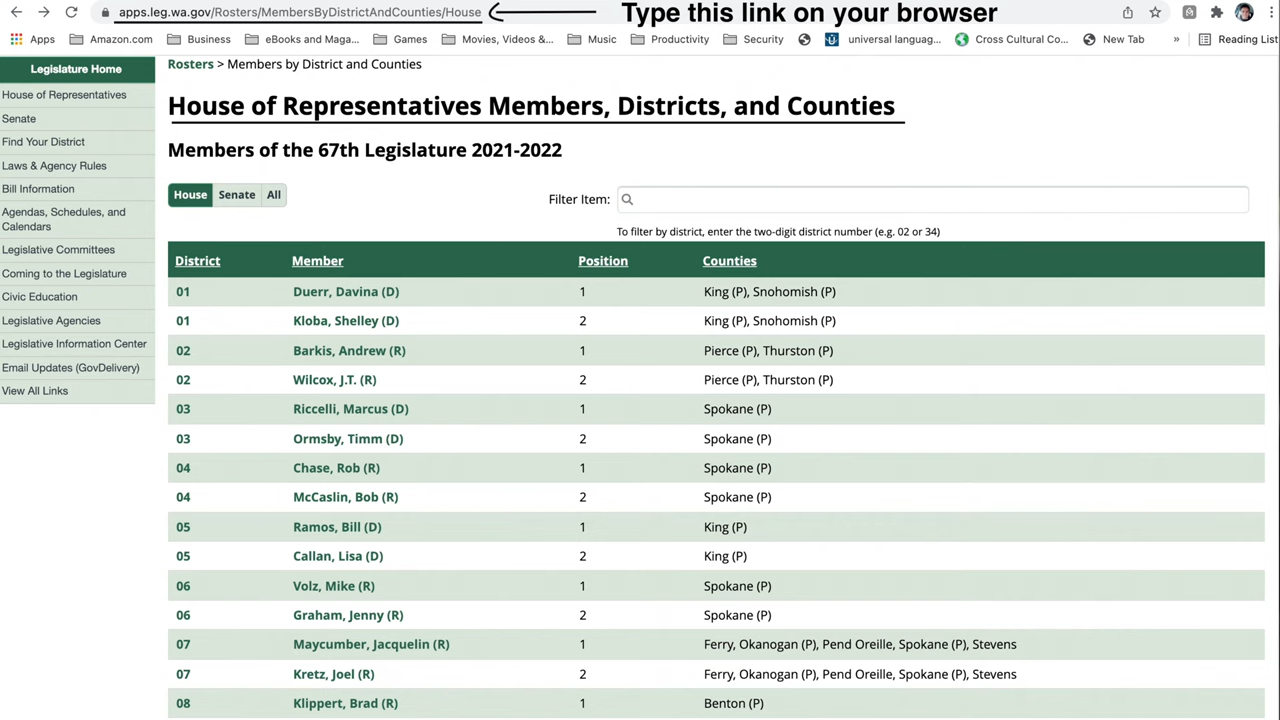 apps.leg.wa.gov/Rosters/MembersByDistrictAndCounties/House
Type this link on your browser
Apps Amazon.com Business eBooks and Maga... Games Movies, Videos &... Music Productivity Security universal languag... Cross Cultural Co... New Tab » Reading List
Legislature Home
House of Representatives
Senate
Find Your District
Laws & Agency Rules
Bill Information
Agendas, Schedules, and
Calendars
Legislative Committees
Coming to the Legislature
Civic Education
Legislative Agencies
Legislative Information Center
Email Updates (GovDelivery)
View All Links
Rosters > Members by District and Counties
House of Representatives Members, Districts, and Counties
Members of the 67th Legislature 2021-2022
House Senate All
Filter Item:
To filter by district, enter the two-digit district number (e.g. 02 or 34)
District Member Position Counties
01 Duerr, Davina (D) 1 King (P), Snohomish (P)
01 Kloba, Shelley (D) 2 King (P), Snohomish (P)
02 Barkis, Andrew (R) 1 Pierce (P), Thurston (P)
02 Wilcox, J.T. (R) 2 Pierce (P), Thurston (P)
03 Riccelli, Marcus (D) 1 Spokane (P)
03 Ormsby, Timm (D) 2 Spokane (P)
04 Chase, Rob (R) 1 Spokane (P)
04 McCaslin, Bob (R) 2 Spokane (P)
05 Ramos, Bill (D) 1 King (P)
05 Callan, Lisa (D) 2 King (P)
06 Volz, Mike (R) 1 Spokane (P)
06 Graham, Jenny (R) 2 Spokane (P)
07 Maycumber, Jacquelin (R) 1 Ferry, Okanogan (P), Pend Oreille, Spokane (P), Stevens
07 Kretz, Joel (R) 2 Ferry, Okanogan (P), Pend Oreille, Spokane (P), Stevens
08 Klippert, Brad (R) 1 Benton (P)